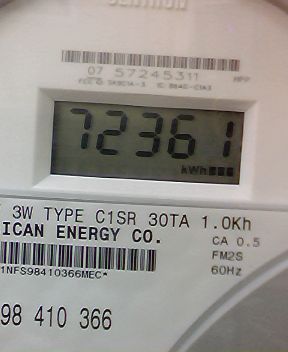 CENTRON
07 57245311
72361
kWh
3W TYPE C1SR 30TA 1.0Kh
ICAN ENERGY CO.
CA 0.5
FM2S
60Hz
1NFS98410366MEC*
98 410 366